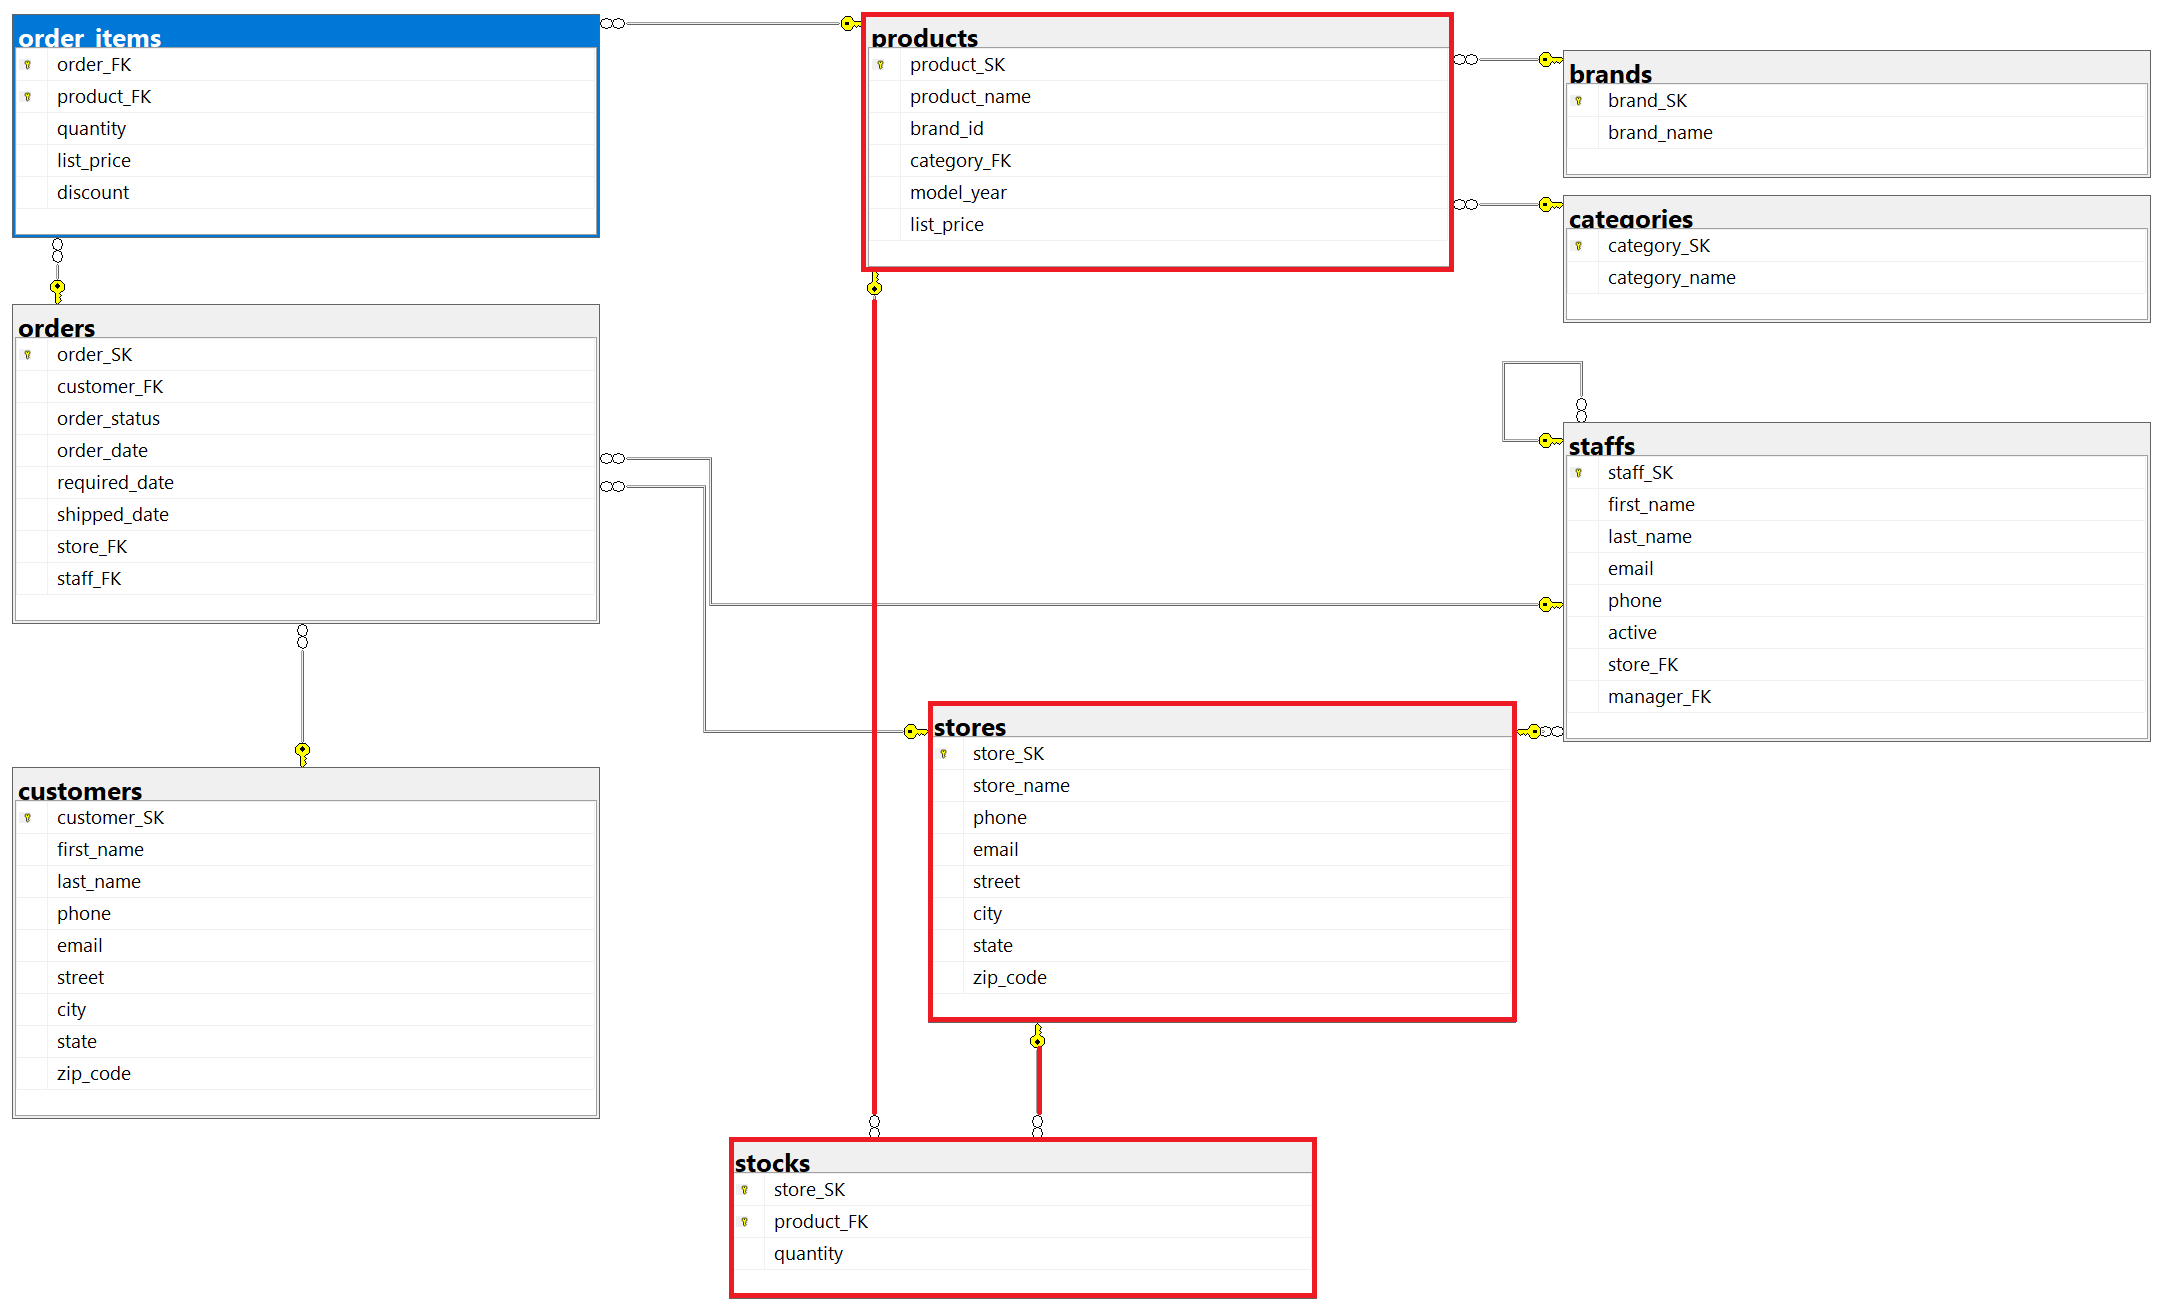 order_items
order_FK
product_FK
quantity
list_price
discount
products
product_SK
product_name
brand_id
category_FK
model_year
list_price
brands
brand_SK
brand_name
categories
category_SK
category_name
orders
order_SK
customer_FK
order_status
order_date
required_date
shipped_date
store_FK
staff_FK
staffs
staff_SK
first_name
last_name
email
phone
active
store_FK
manager_FK
customers
customer_SK
first_name
last_name
phone
email
street
city
state
zip_code
stores
store_SK
store_name
phone
email
street
city
state
zip_code
stocks
store_SK
product_FK
quantity